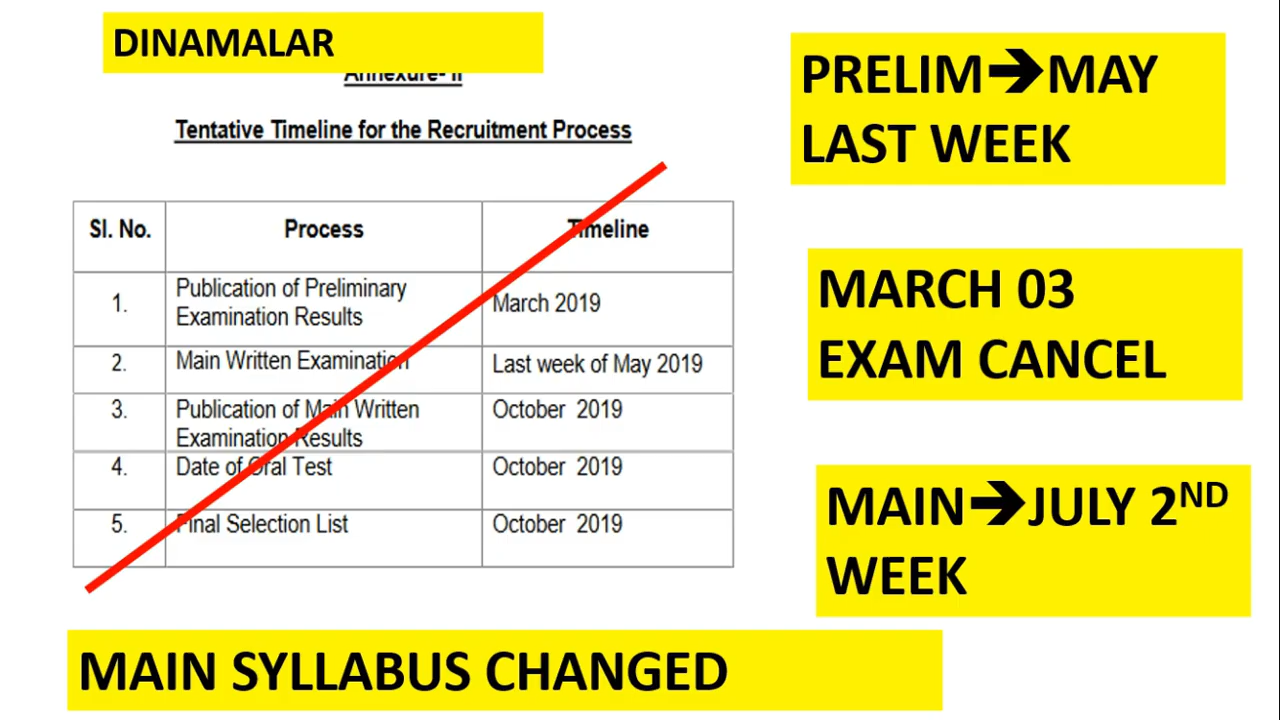 DINAMALAR
Annexure- II
Tentative Timeline for the Recruitment Process
Sl. No. Process Timeline
1. Publication of Preliminary Examination Results March 2019
2. Main Written Examination Last week of May 2019
3. Publication of Main Written Examination Results October 2019
4. Date of Oral Test October 2019
5. Final Selection List October 2019
PRELIM➔MAY
LAST WEEK
MARCH 03
EXAM CANCEL
MAIN➔JULY 2ND
WEEK
MAIN SYLLABUS CHANGED